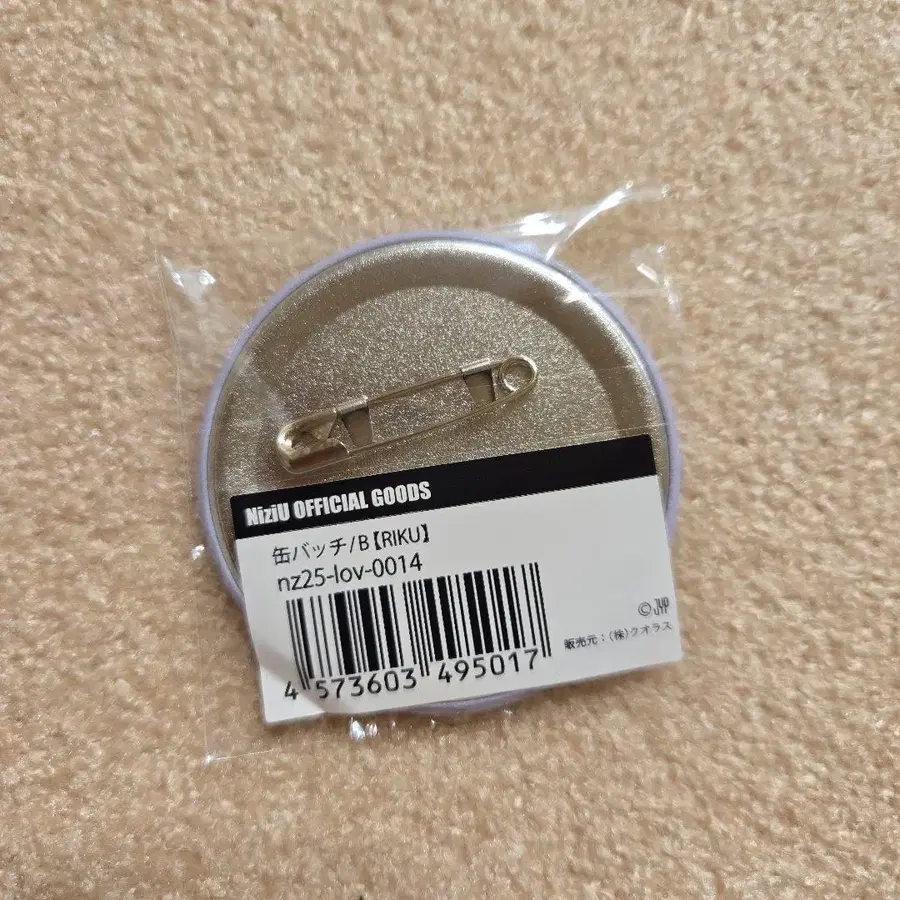 NiziU OFFICIAL GOODS
缶バッチ/B【RIKU】
nz25-lov-0014
4 573603 495017
© JYP
販売元：(株)クオラス